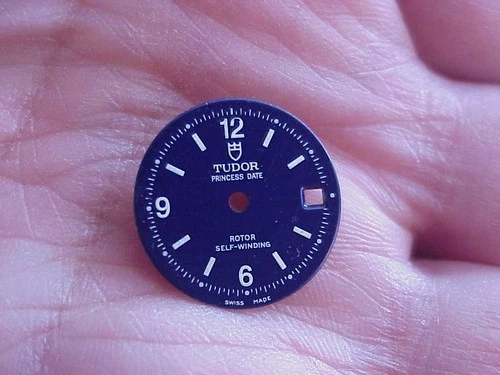 12
TUDOR
PRINCESS DATE
9
ROTOR
SELF-WINDING
6
SWISS MADE